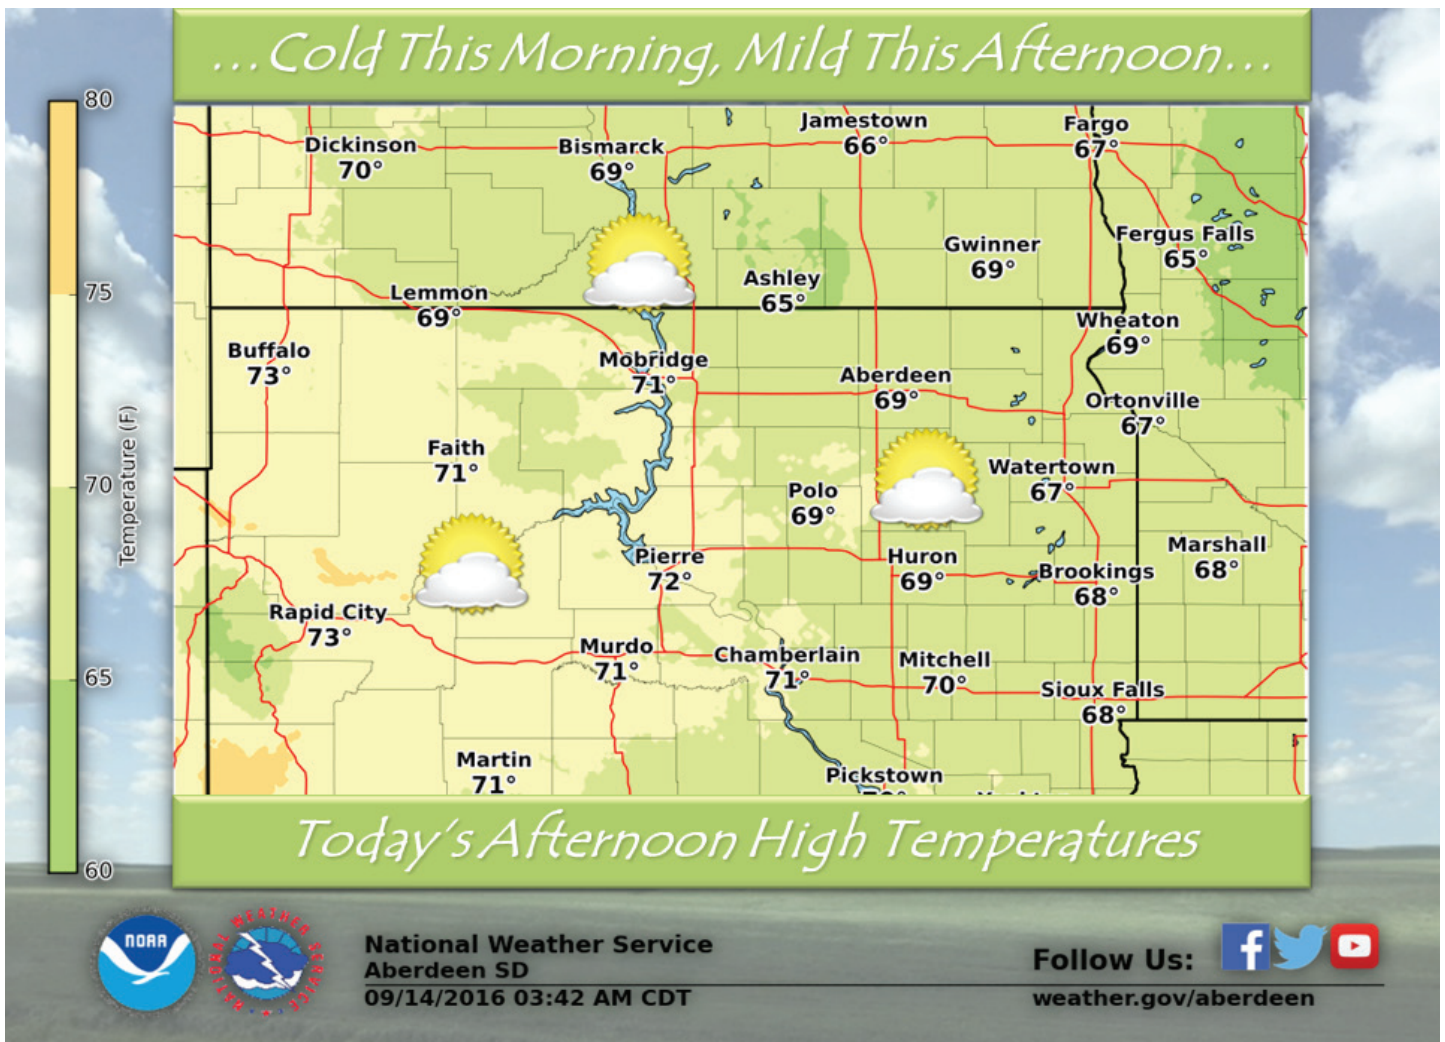 ...Cold This Morning, Mild This Afternoon...
80
75
70
65
60
Temperature (F)
Dickinson
70°
Bismarck
69°
Jamestown
66°
Fargo
67°
Lemmon
69°
Ashley
65°
Gwinner
69°
Fergus Falls
65°
Buffalo
73°
Mobridge
71°
Aberdeen
69°
Wheaton
69°
Ortonville
67°
Faith
71°
Polo
69°
Watertown
67°
Pierre
72°
Huron
69°
Brookings
68°
Marshall
68°
Rapid City
73°
Murdo
71°
Chamberlain
71°
Mitchell
70°
Sioux Falls
68°
Martin
71°
Pickstown
Today's Afternoon High Temperatures
NOAA
NATIONAL WEATHER SERVICE
National Weather Service
Aberdeen SD
09/14/2016 03:42 AM CDT
Follow Us:
weather.gov/aberdeen